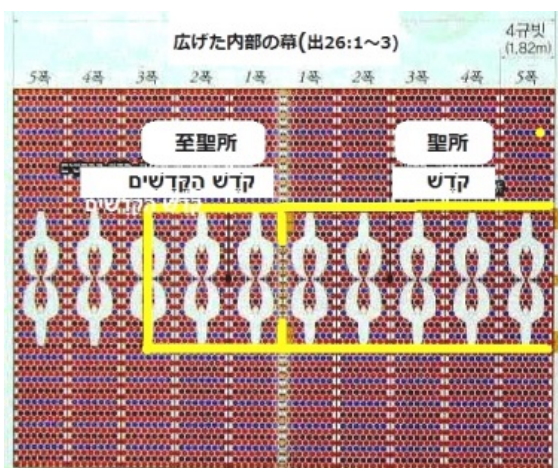 広げた内部の幕(出26:1～3)
4규빗
(1.82m)
5폭 4폭 3폭 2폭 1폭 1폭 2폭 3폭 4폭 5폭
至聖所 聖所
קֹדֶשׁ הַקֳּדָשִׁים קֹדֶשׁ
קֹדֶשׁ הַקֳּדָשִׁים